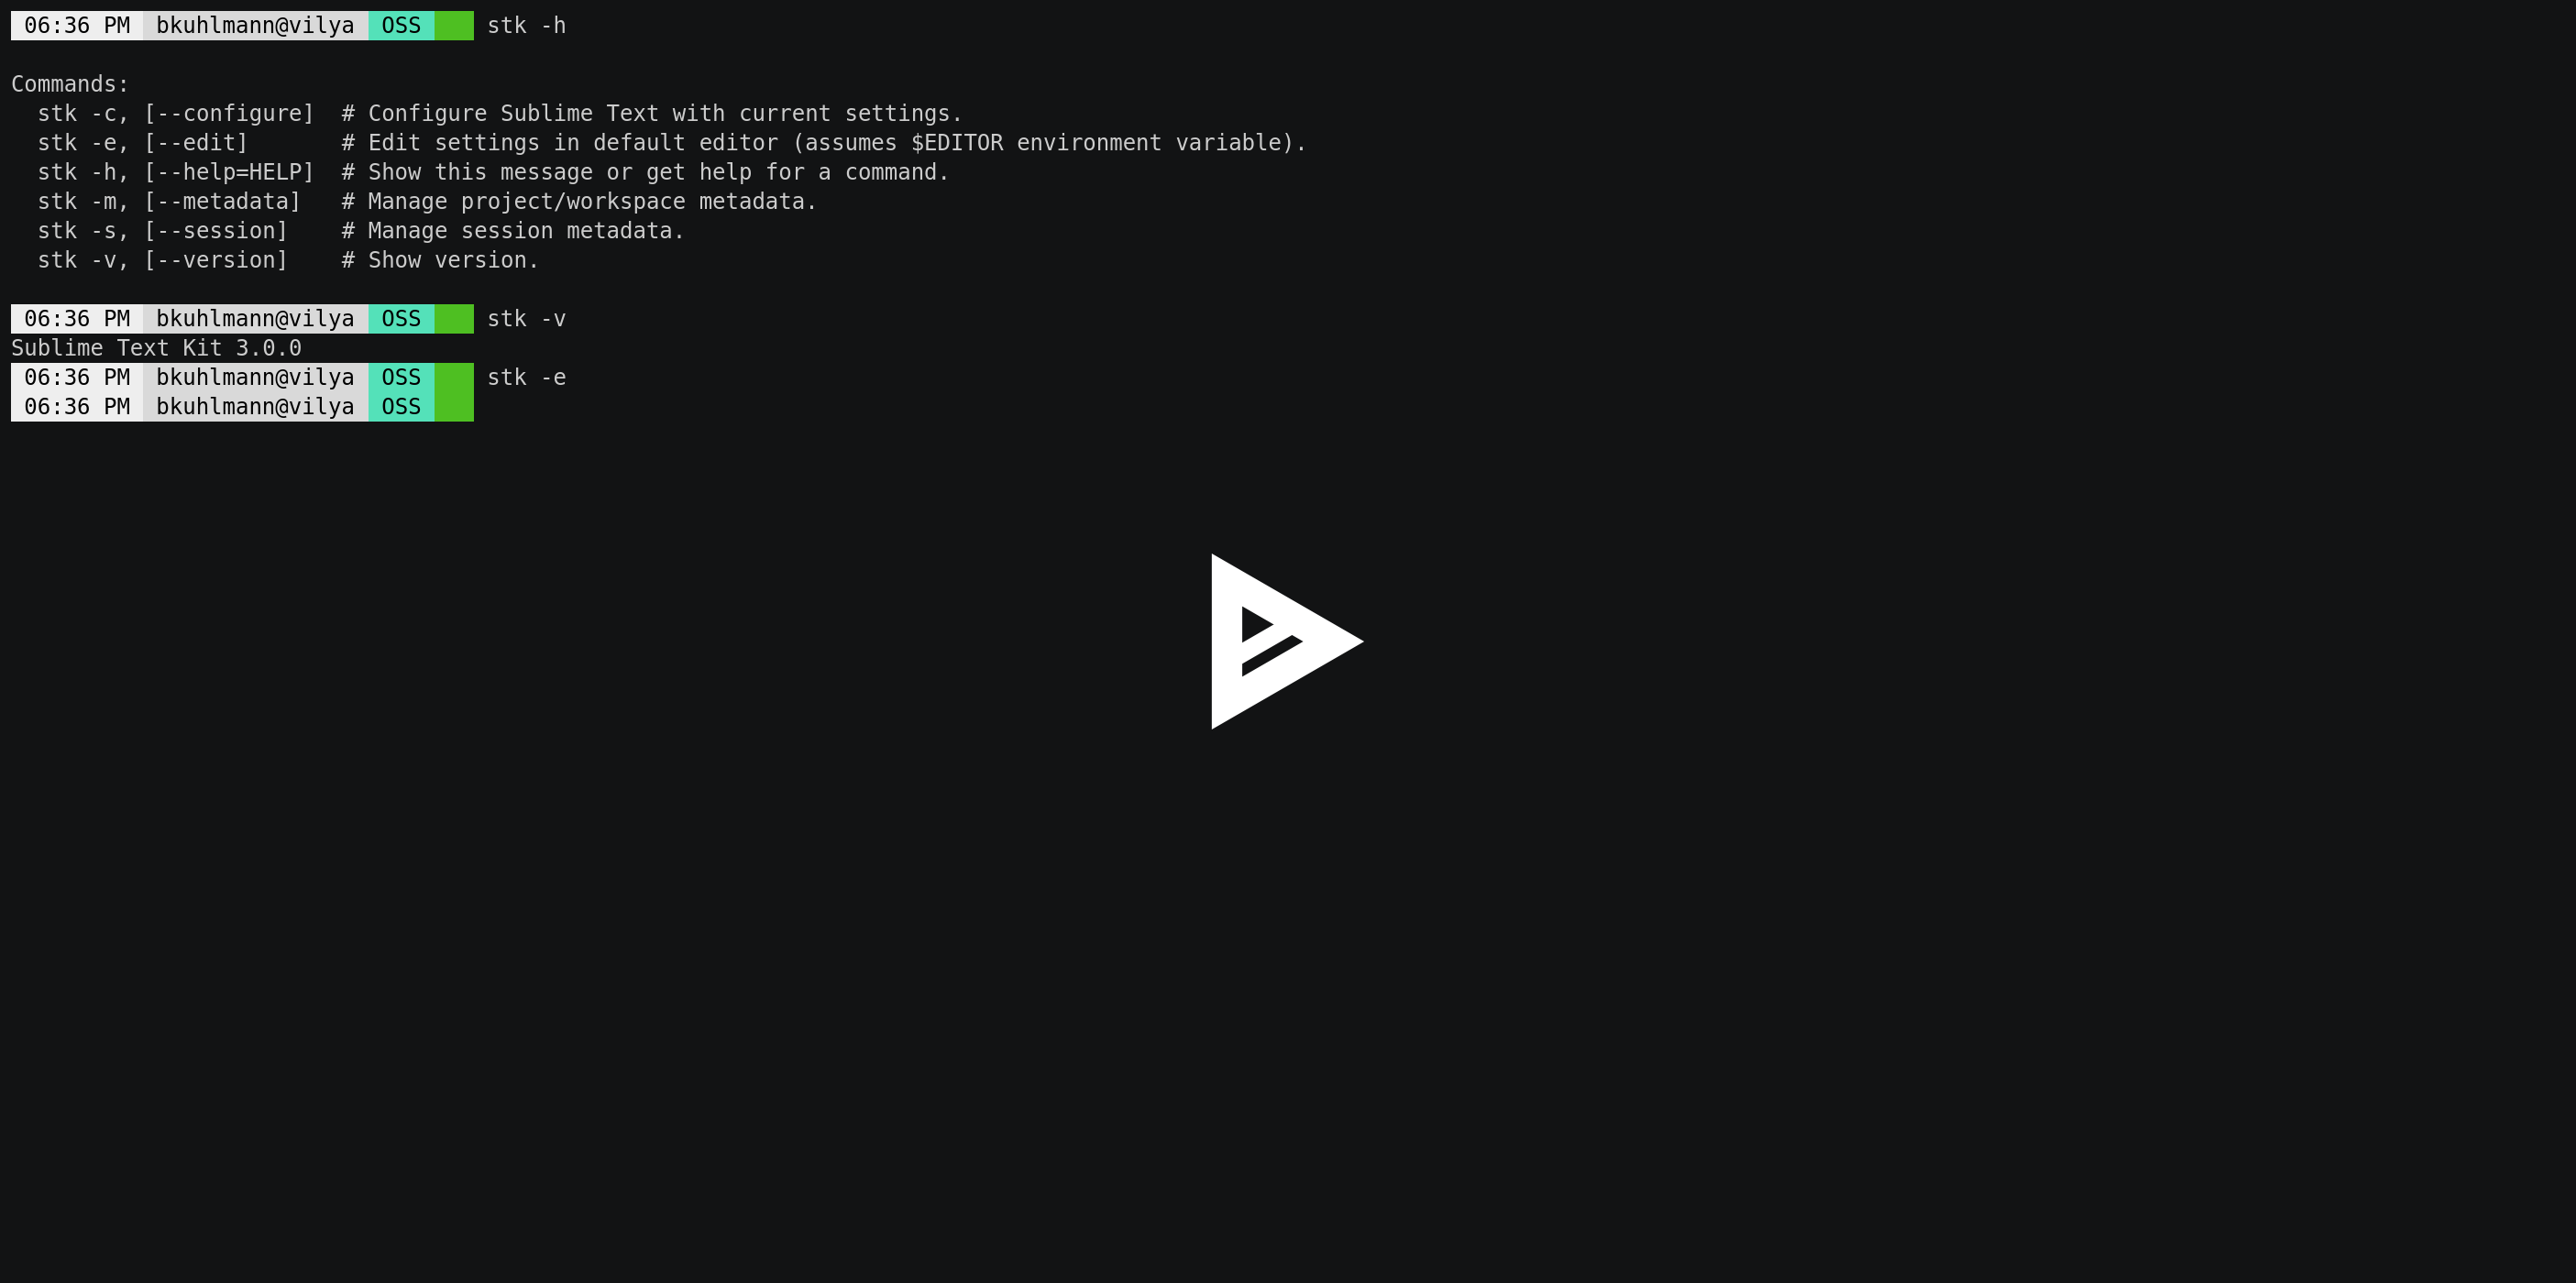 06:36 PM bkuhlmann@vilya OSS stk -h
Commands:
stk -c, [--configure]  # Configure Sublime Text with current settings.
stk -e, [--edit]       # Edit settings in default editor (assumes $EDITOR environment variable).
stk -h, [--help=HELP]  # Show this message or get help for a command.
stk -m, [--metadata]   # Manage project/workspace metadata.
stk -s, [--session]    # Manage session metadata.
stk -v, [--version]    # Show version.
06:36 PM bkuhlmann@vilya OSS stk -v
Sublime Text Kit 3.0.0
06:36 PM bkuhlmann@vilya OSS stk -e
06:36 PM bkuhlmann@vilya OSS